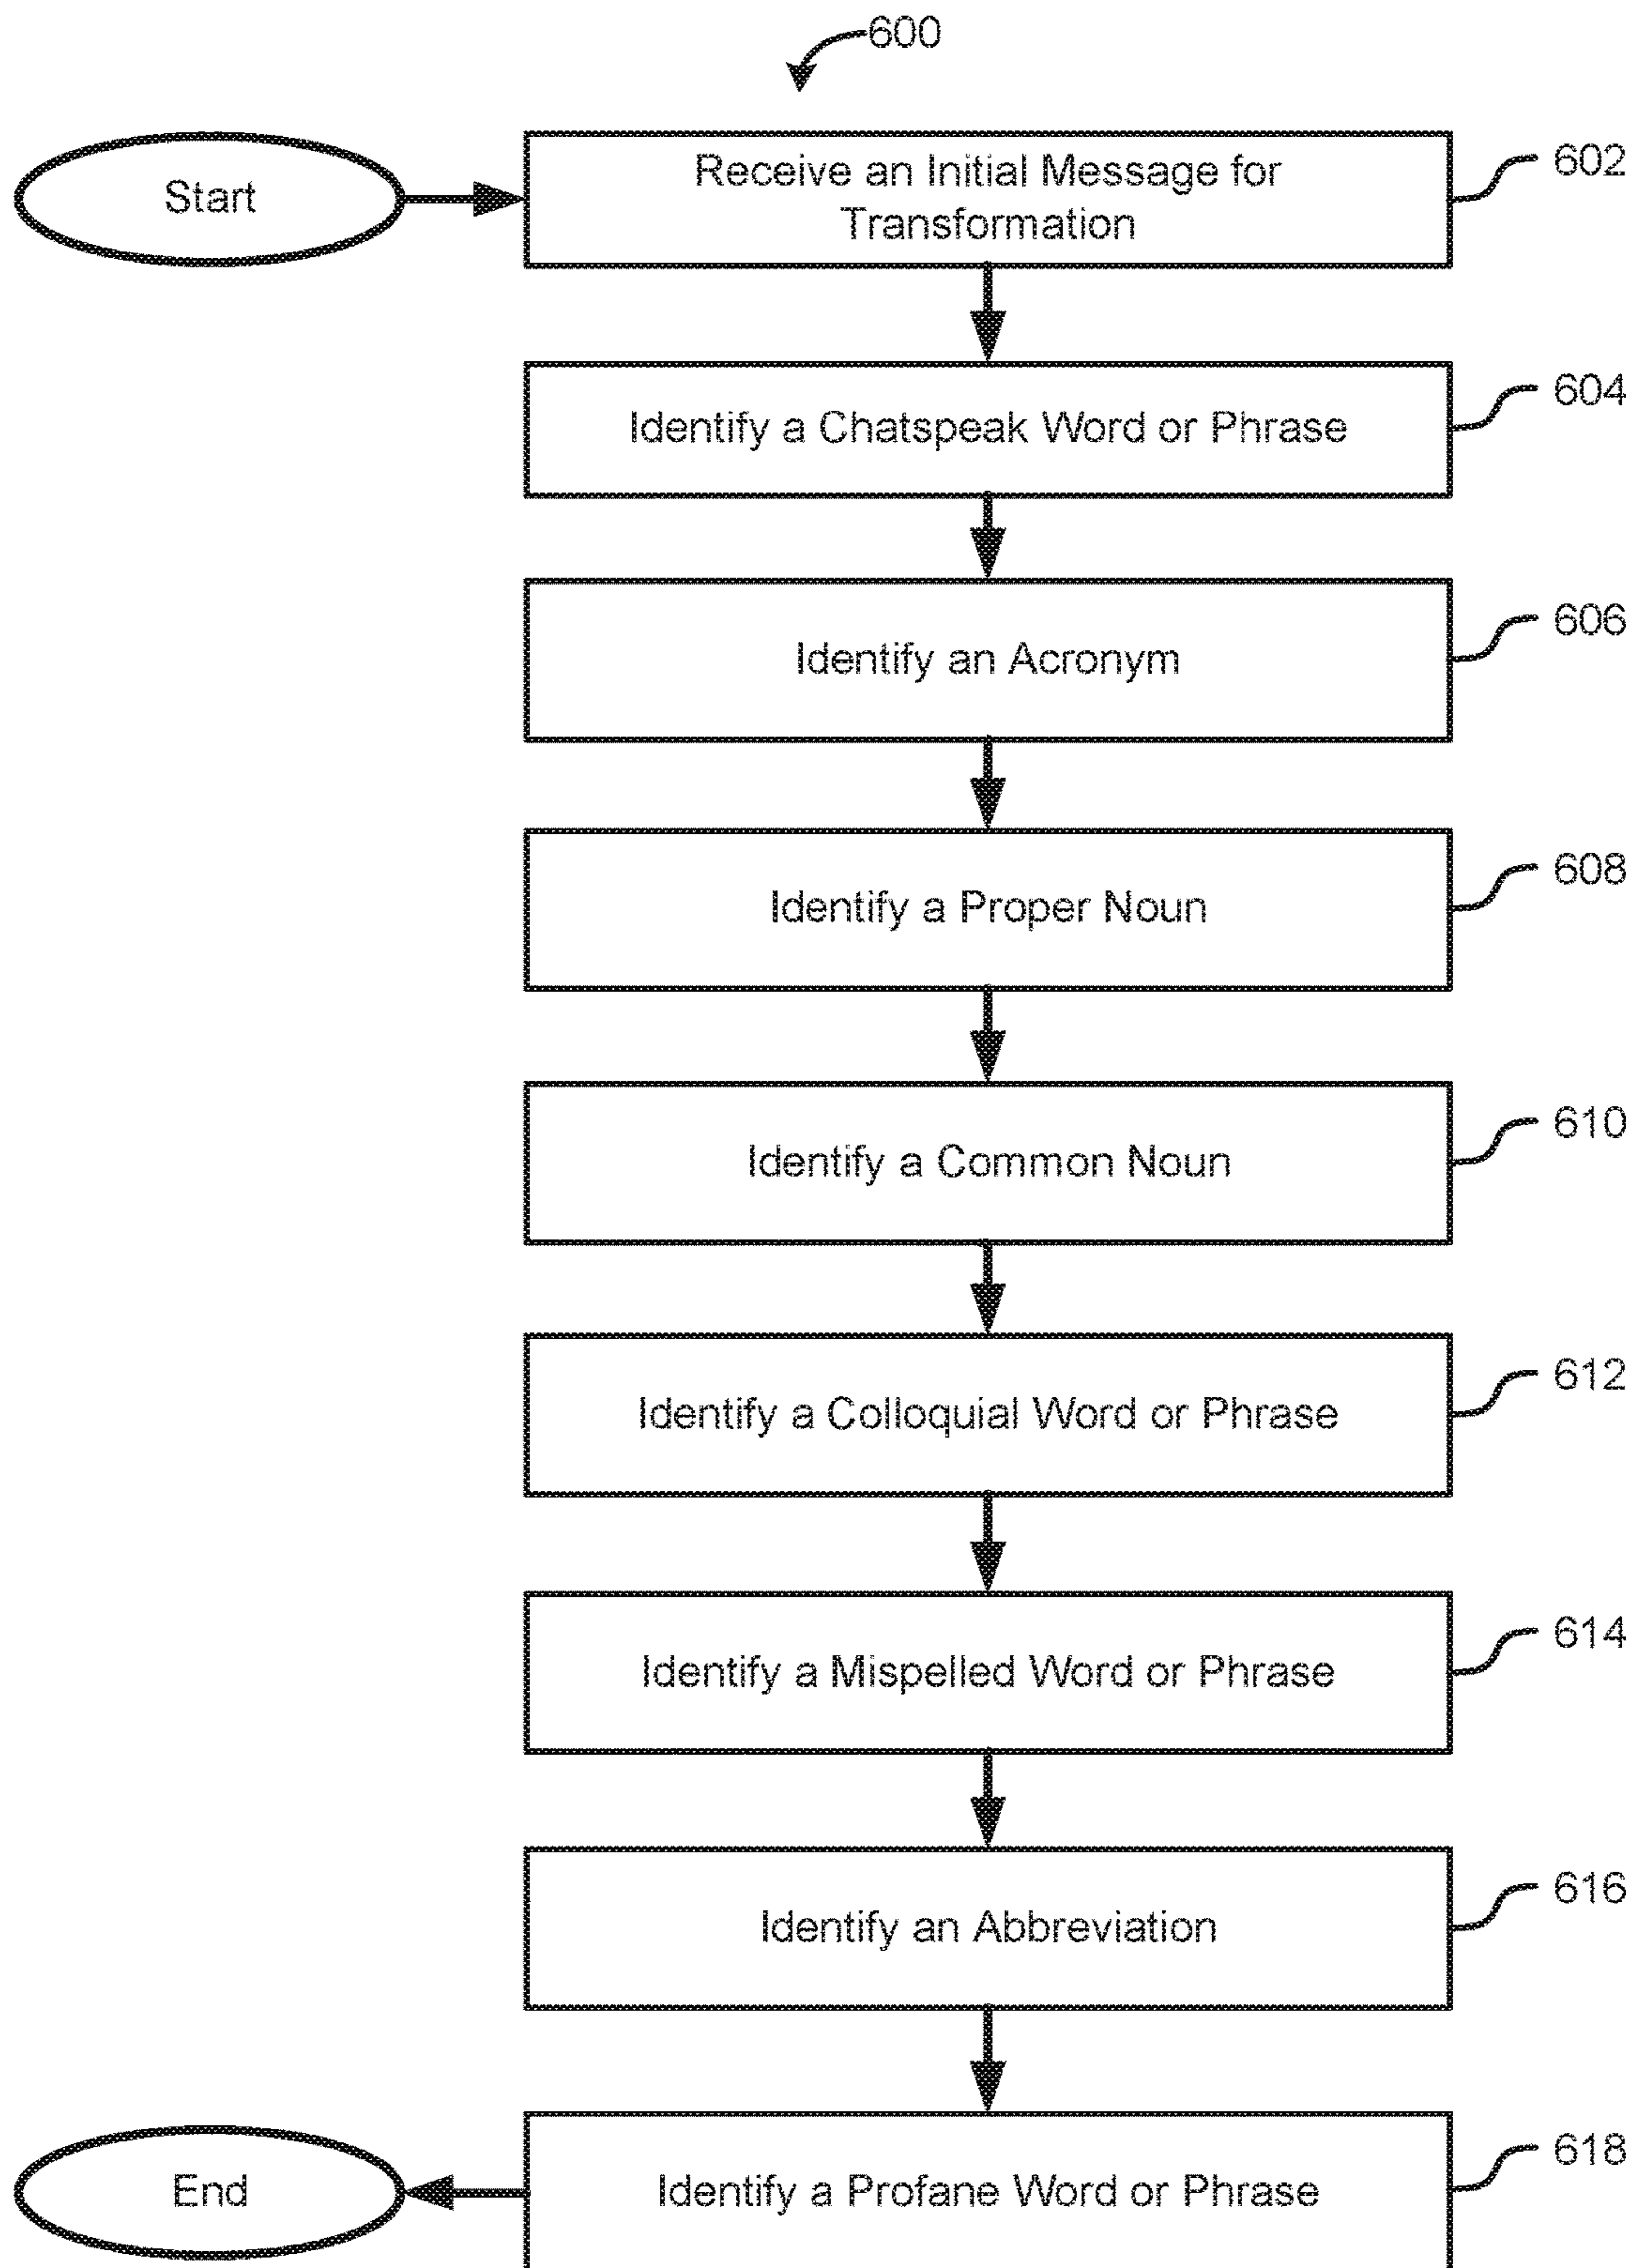 600
Start
Receive an Initial Message for
Transformation
602
Identify a Chatspeak Word or Phrase
604
Identify an Acronym
606
Identify a Proper Noun
608
Identify a Common Noun
610
Identify a Colloquial Word or Phrase
612
Identify a Mispelled Word or Phrase
614
Identify an Abbreviation
616
End
Identify a Profane Word or Phrase
618